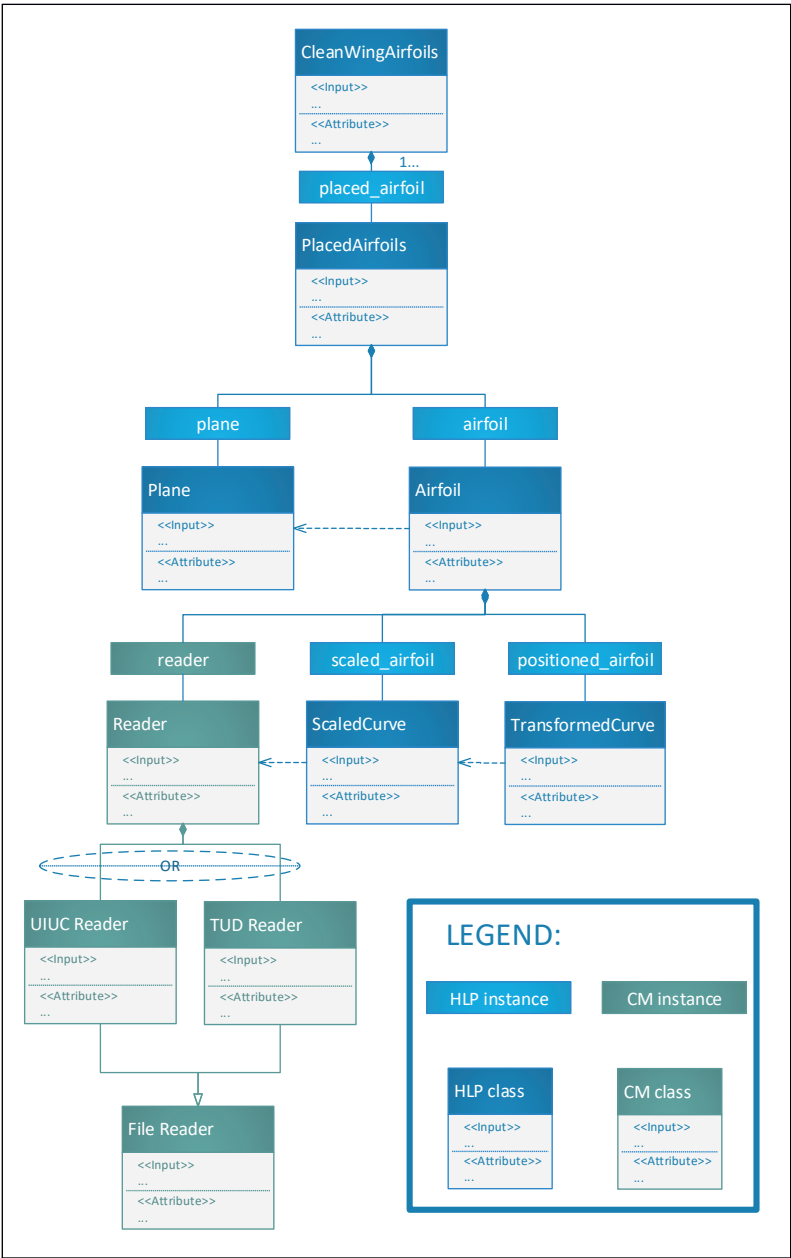 CleanWingAirfoils
<<Input>>
...
<<Attribute>>
...
1...
placed_airfoil
PlacedAirfoils
<<Input>>
...
<<Attribute>>
...
plane
airfoil
Plane
<<Input>>
...
<<Attribute>>
...
Airfoil
<<Input>>
...
<<Attribute>>
...
reader
scaled_airfoil
positioned_airfoil
Reader
<<Input>>
...
<<Attribute>>
...
ScaledCurve
<<Input>>
...
<<Attribute>>
...
TransformedCurve
<<Input>>
...
<<Attribute>>
...
OR
UIUC Reader
<<Input>>
...
<<Attribute>>
...
TUD Reader
<<Input>>
...
<<Attribute>>
...
File Reader
<<Input>>
...
<<Attribute>>
...
LEGEND:
HLP instance
CM instance
HLP class
<<Input>>
...
<<Attribute>>
...
CM class
<<Input>>
...
<<Attribute>>
...